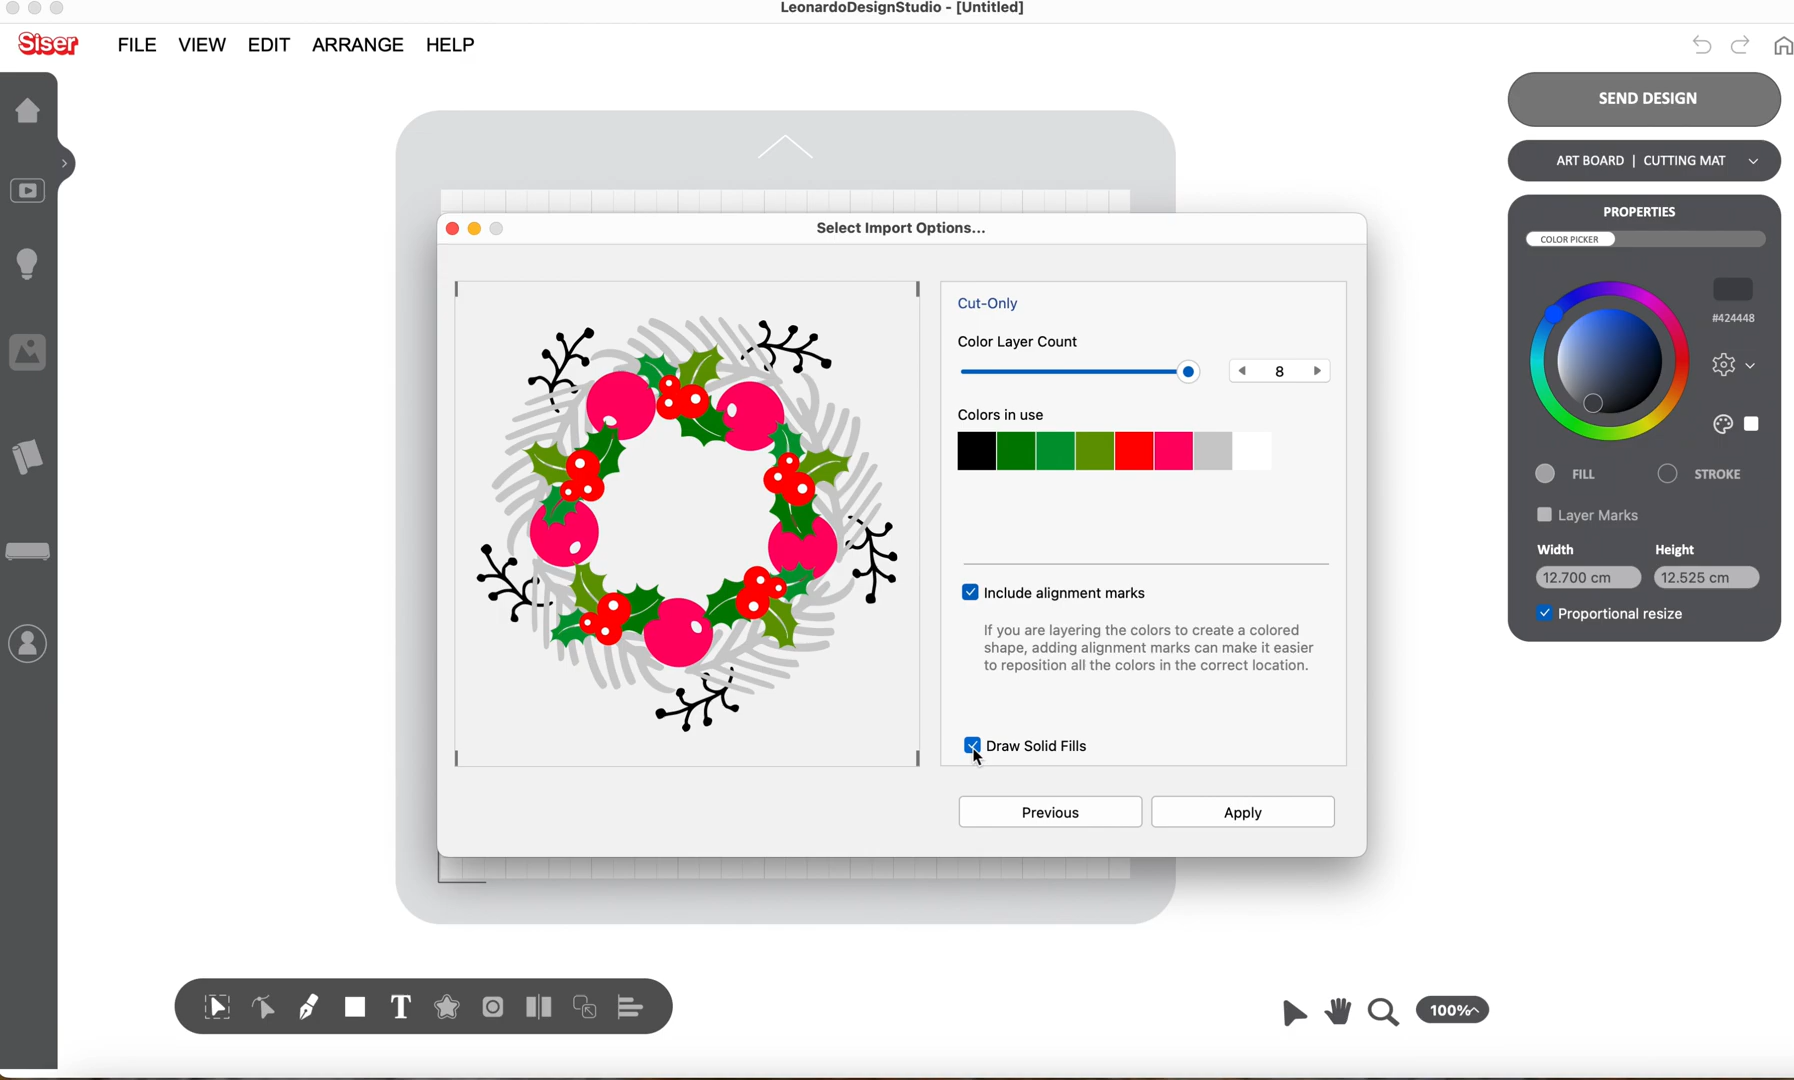 LeonardoDesignStudio - [Untitled]
Siser FILE VIEW EDIT ARRANGE HELP
SEND DESIGN
ART BOARD | CUTTING MAT
PROPERTIES
COLOR PICKER
#424448
FILL STROKE
Layer Marks
Width Height
12.700 cm 12.525 cm
Proportional resize
Select Import Options...
Cut-Only
Color Layer Count
8
Colors in use
Include alignment marks
If you are layering the colors to create a colored
shape, adding alignment marks can make it easier
to reposition all the colors in the correct location.
Draw Solid Fills
Previous Apply
T
100%